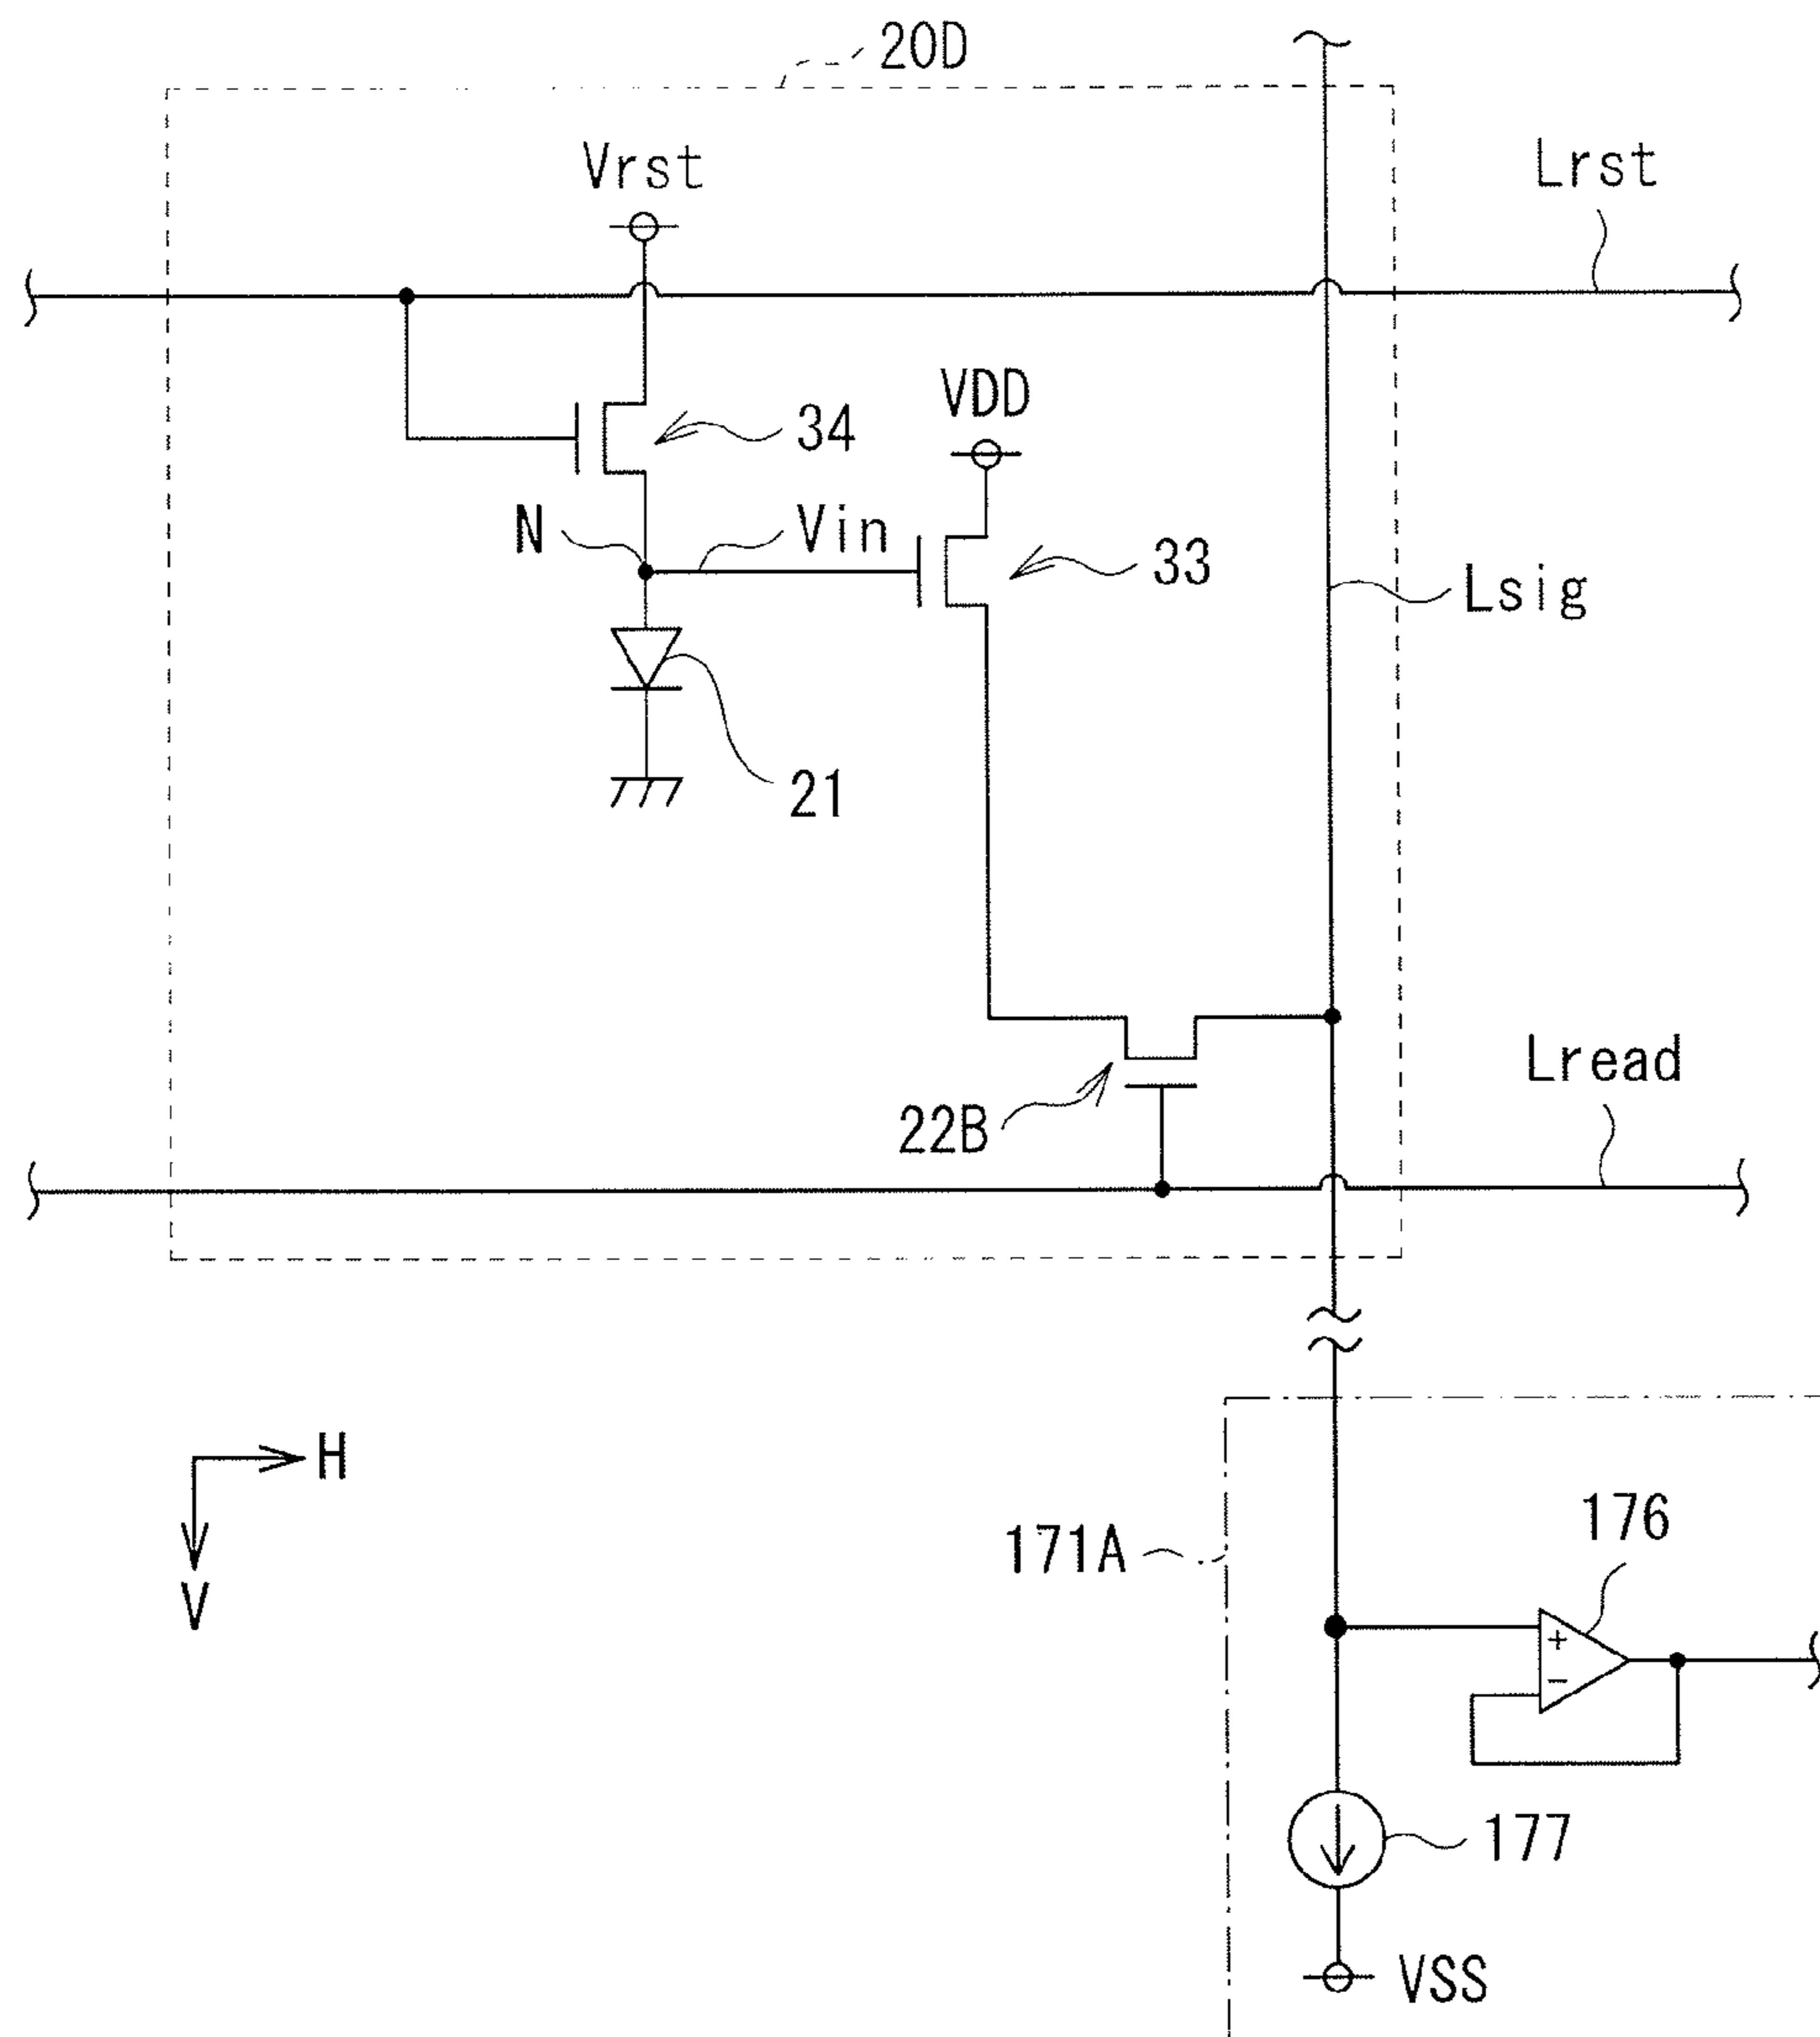 20D
Vrst
Lrst
VDD
34
N
Vin
33
Lsig
21
Lread
22B
H
V
171A
176
+
−
177
VSS